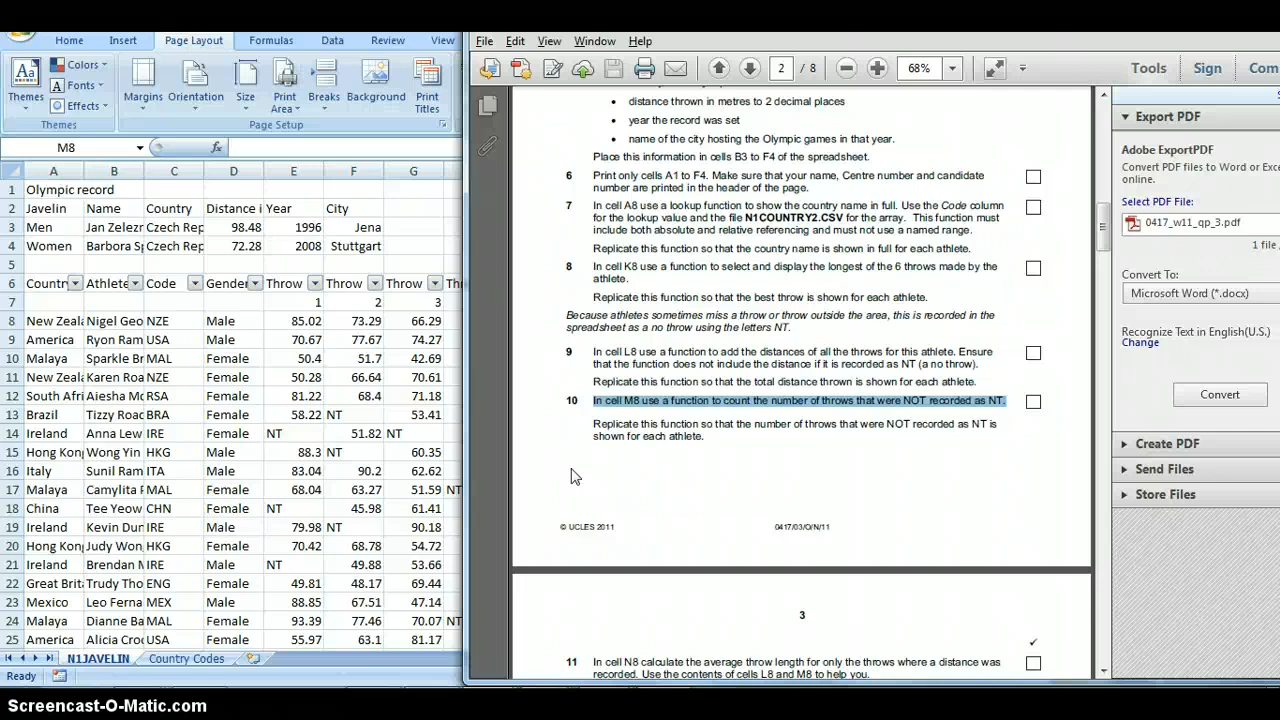 Home Insert Page Layout Formulas Data Review View
Colors
Fonts
Effects
Themes Margins Orientation Size Print Area Breaks Background Print Titles
Themes Page Setup
M8 fx
A B C D E F G
1 Olympic record
2 Javelin Name Country Distance i Year City
3 Men Jan Zelezn Czech Rep 98.48 1996 Jena
4 Women Barbora S Czech Rep 72.28 2008 Stuttgart
5
6 Countr Athlete Code Gender Throw Throw Throw
7 1 2 3
8 New Zeala Nigel Geo NZE Male 85.02 73.29 66.29
9 America Ryon Ram USA Male 70.67 77.67 74.27
10 Malaya Sparkle Br MAL Female 50.4 51.7 42.69
11 New Zeala Karen Roa NZE Female 50.28 66.64 70.61
12 South Afri Aiesha Mo RSA Female 81.22 68.4 71.18
13 Brazil Tizzy Road BRA Female 58.22 NT 53.41
14 Ireland Anna Lew IRE Female NT 51.82 NT
15 Hong Kong Wong Yin HKG Male 88.3 NT 60.35
16 Italy Sunil Ram ITA Male 83.04 90.2 62.62
17 Malaya Camylita MAL Female 68.04 63.27 51.59 NT
18 China Tee Yeow CHN Female NT 45.98 61.41
19 Ireland Kevin Dun IRE Male 79.98 NT 90.18
20 Hong Kong Judy Won HKG Female 70.42 68.78 54.72
21 Ireland Brendan M IRE Male NT 49.88 53.66
22 Great Brit Trudy Tho ENG Female 49.81 48.17 69.44
23 Mexico Leo Ferna MEX Male 88.85 67.51 47.14
24 Malaya Dianne Ba MAL Female 93.39 77.46 70.07 NT
25 America Alicia Croc USA Female 55.97 63.1 81.17
N1JAVELIN Country Codes
Ready
File Edit View Window Help
2 / 8 68% Tools Sign Com
• distance thrown in metres to 2 decimal places
• year the record was set
• name of the city hosting the Olympic games in that year.
Place this information in cells B3 to F4 of the spreadsheet.
6 Print only cells A1 to F4. Make sure that your name, Centre number and candidate
number are printed in the header of the page.
7 In cell A8 use a lookup function to show the country name in full. Use the Code column
for the lookup value and the file N1COUNTRY2.CSV for the array. This function must
include both absolute and relative referencing and must not use a named range.
Replicate this function so that the country name is shown in full for each athlete.
8 In cell K8 use a function to select and display the longest of the 6 throws made by the
athlete.
Replicate this function so that the best throw is shown for each athlete.
Because athletes sometimes miss a throw or throw outside the area, this is recorded in the
spreadsheet as a no throw using the letters NT.
9 In cell L8 use a function to add the distances of all the throws for this athlete. Ensure
that the function does not include the distance if it is recorded as NT (a no throw).
Replicate this function so that the total distance thrown is shown for each athlete.
10 In cell M8 use a function to count the number of throws that were NOT recorded as NT.
Replicate this function so that the number of throws that were NOT recorded as NT is
shown for each athlete.
© UCLES 2011 0417/03/O/N/11
3
✓
11 In cell N8 calculate the average throw length for only the throws where a distance was
recorded. Use the contents of cells L8 and M8 to help you.
Export PDF
Adobe ExportPDF
Convert PDF files to Word or Exce
online.
Select PDF File:
0417_w11_qp_3.pdf
1 file
Convert To:
Microsoft Word (*.docx)
Recognize Text in English(U.S.)
Change
Convert
Create PDF
Send Files
Store Files
Screencast-O-Matic.com